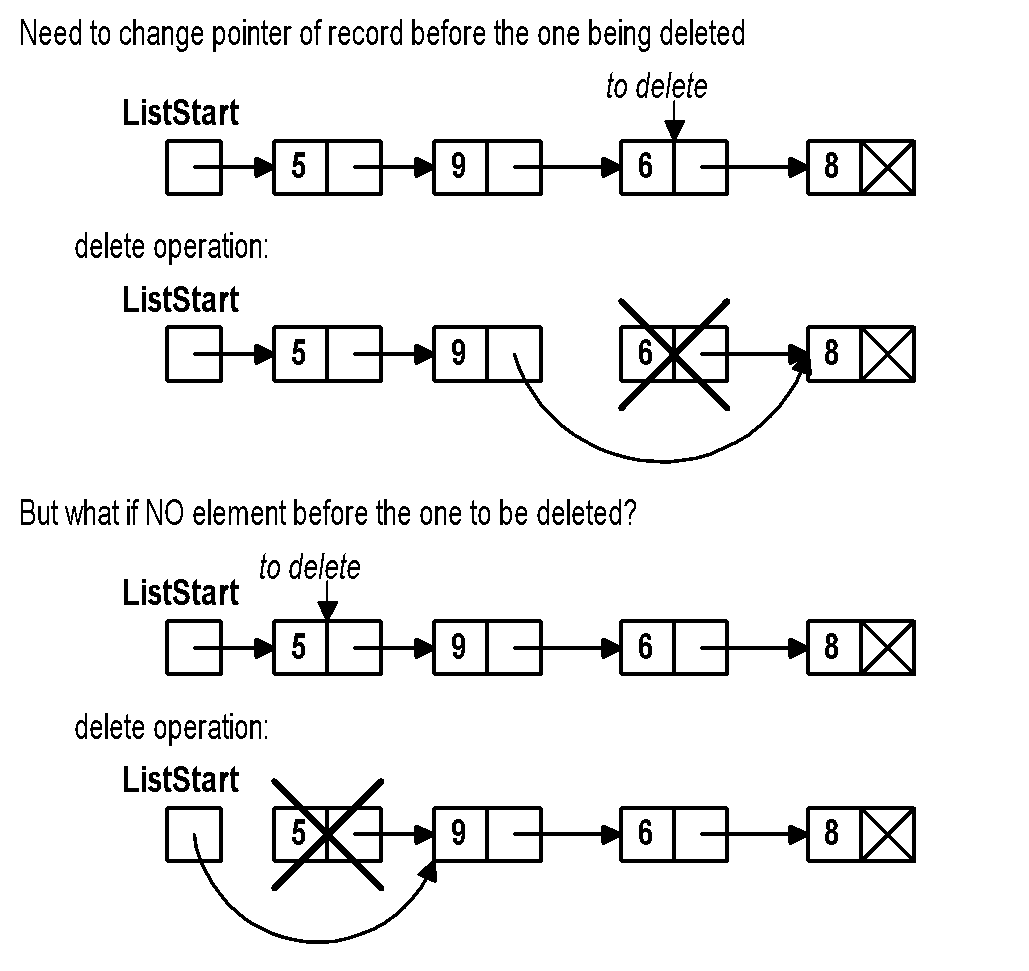 Need to change pointer of record before the one being deleted
to delete
ListStart
5 9 6 8
delete operation:
ListStart
5 9 6 8
But what if NO element before the one to be deleted?
to delete
ListStart
5 9 6 8
delete operation:
ListStart
5 9 6 8